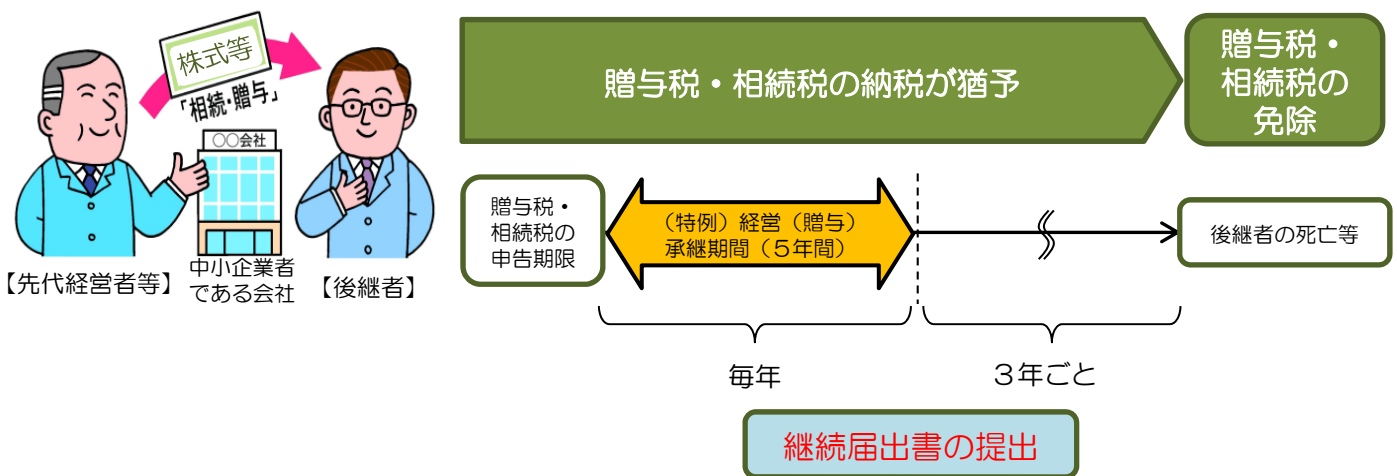 株式等
「相続・贈与」
○○会社
【先代経営者等】
中小企業者
である会社
【後継者】
贈与税・相続税の納税が猶予
贈与税・
相続税の
免除
贈与税・
相続税の
申告期限
（特例）経営（贈与）
承継期間（５年間）
後継者の死亡等
毎年
３年ごと
継続届出書の提出